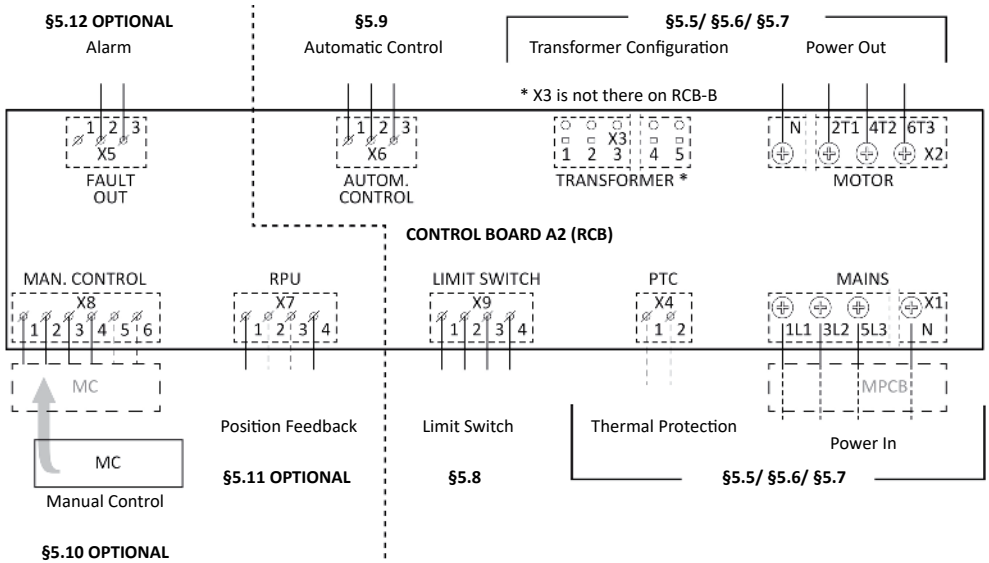 §5.12 OPTIONAL
Alarm
§5.9
Automatic Control
§5.5/ §5.6/ §5.7
Transformer Configuration
Power Out
* X3 is not there on RCB-B
1 2 3
X5
FAULT
OUT
1 2 3
X6
AUTOM.
CONTROL
X3
1 2 3 4 5
TRANSFORMER *
N 2T1 4T2 6T3
X2
MOTOR
CONTROL BOARD A2 (RCB)
MAN. CONTROL
X8
1 2 3 4 5 6
RPU
X7
1 2 3 4
LIMIT SWITCH
X9
1 2 3 4
PTC
X4
1 2
MAINS
X1
1L1 3L2 5L3 N
MC
MPCB
MC
Manual Control
§5.10 OPTIONAL
Position Feedback
§5.11 OPTIONAL
Limit Switch
§5.8
Thermal Protection
Power In
§5.5/ §5.6/ §5.7